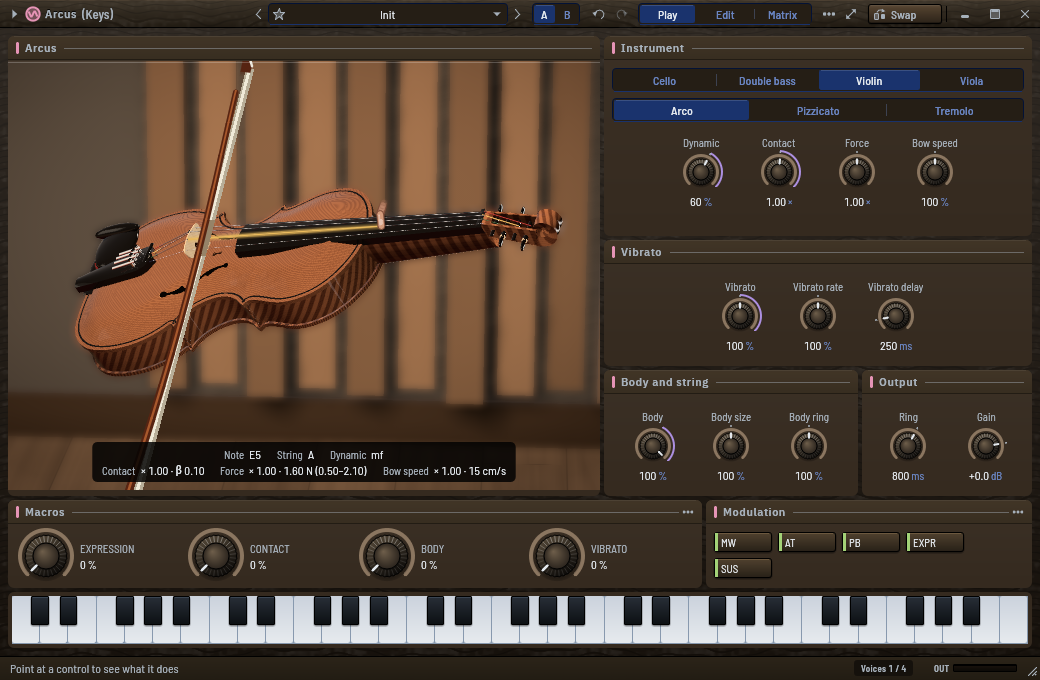 Arcus (Keys)
Init
A B
Play Edit Matrix
Swap
Arcus
Note E5 String A Dynamic mf
Contact × 1.00 · β 0.10 Force × 1.00 · 1.60 N (0.50–2.10) Bow speed × 1.00 · 15 cm/s
Instrument
Cello Double bass Violin Viola
Arco Pizzicato Tremolo
Dynamic Contact Force Bow speed
60 % 1.00 × 1.00 × 100 %
Vibrato
Vibrato Vibrato rate Vibrato delay
100 % 100 % 250 ms
Body and string
Body Body size Body ring
100 % 100 % 100 %
Output
Ring Gain
800 ms +0.0 dB
Macros
EXPRESSION CONTACT BODY VIBRATO
0 % 0 % 0 % 0 %
Modulation
MW AT PB EXPR
SUS
Point at a control to see what it does
Voices 1 / 4 OUT